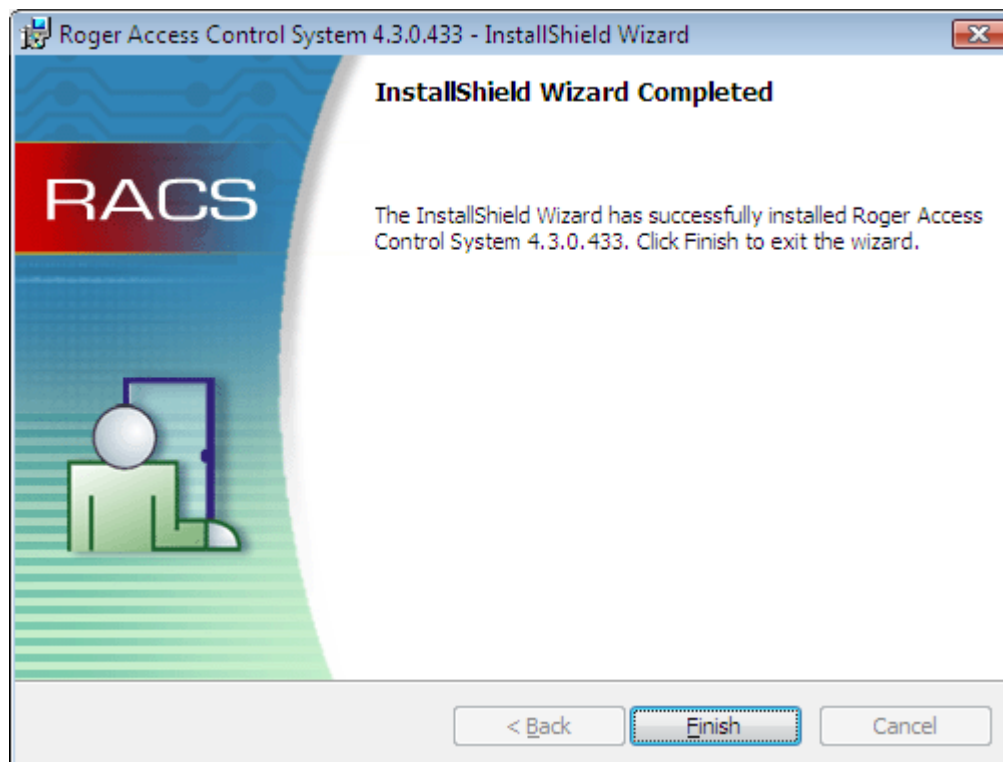 Roger Access Control System 4.3.0.433 - InstallShield Wizard
InstallShield Wizard Completed
RACS
The InstallShield Wizard has successfully installed Roger Access
Control System 4.3.0.433. Click Finish to exit the wizard.
< Back Finish Cancel